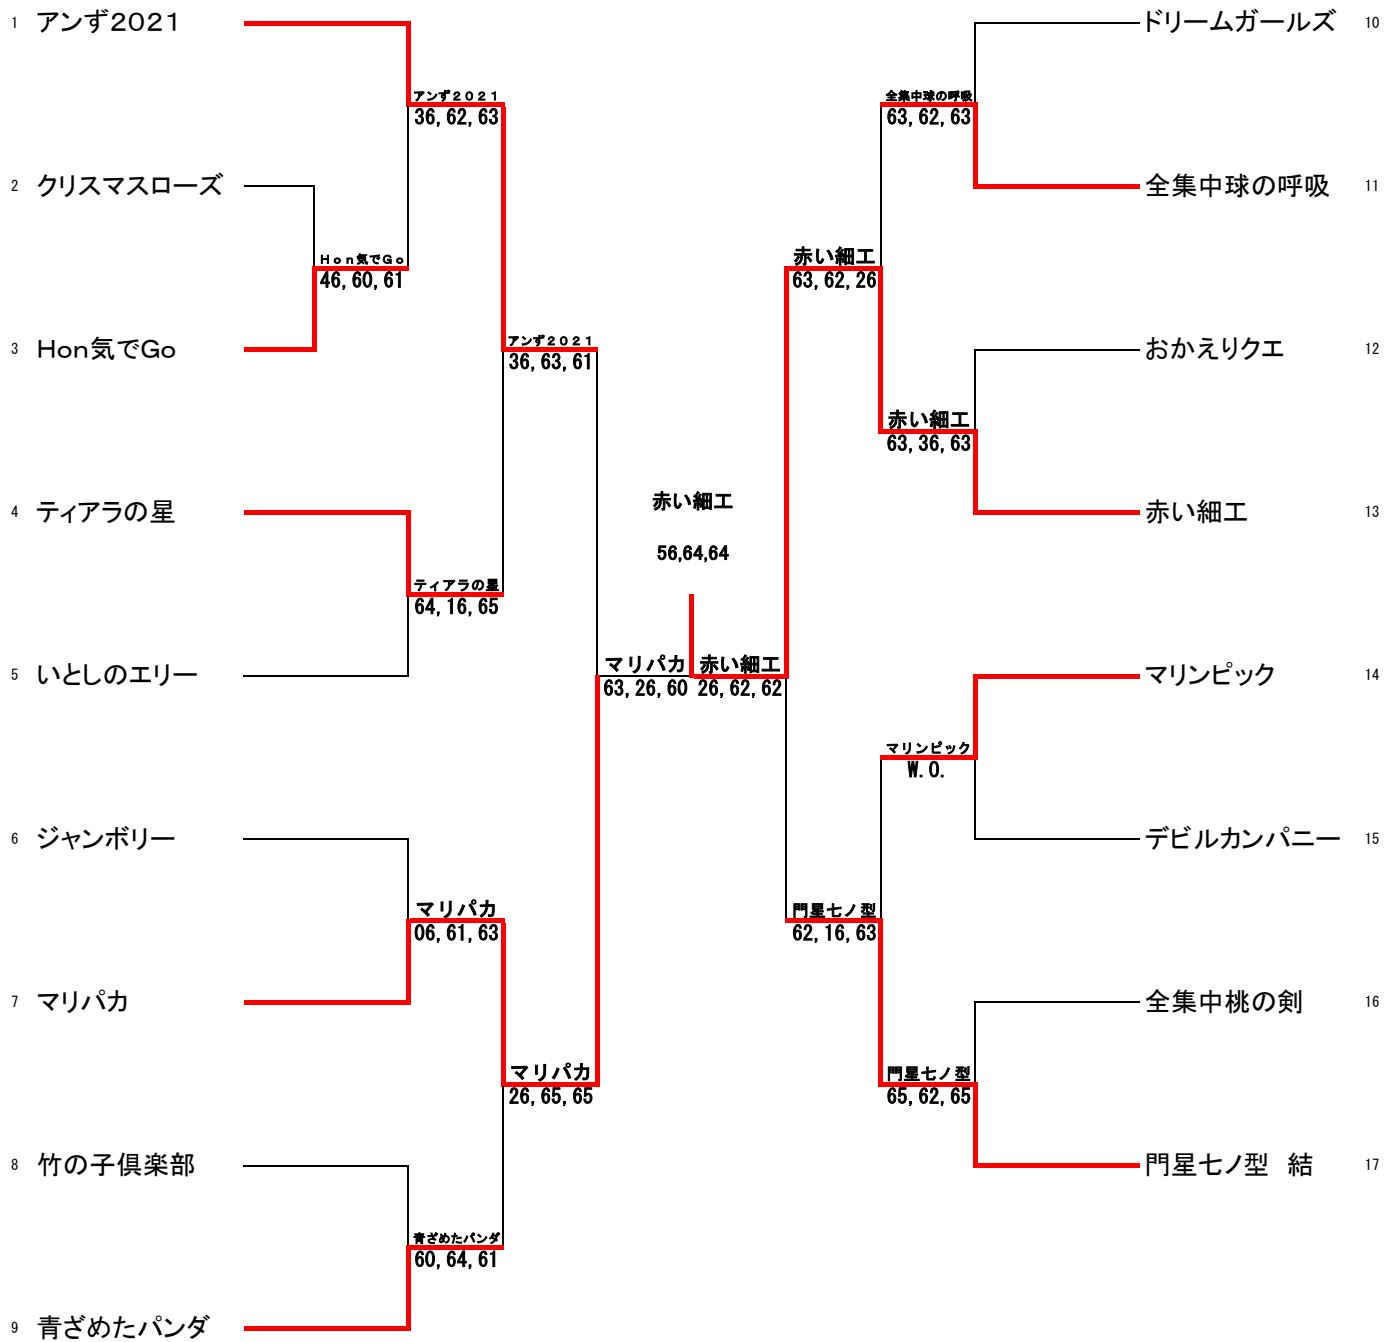 1 アンず2021
アンず2021
36, 62, 63
2 クリスマスローズ
Hon気でGo
46, 60, 61
3 Hon気でGo
アンず2021
36, 63, 61
4 ティアラの星
ティアラの星
64, 16, 65
5 いとしのエリー
マリパカ
63, 26, 60
6 ジャンボリー
マリパカ
06, 61, 63
7 マリパカ
マリパカ
26, 65, 65
8 竹の子倶楽部
青ざめたパンダ
60, 64, 61
9 青ざめたパンダ
赤い細工
56,64,64
ドリームガールズ 10
全集中球の呼吸
63, 62, 63
全集中球の呼吸 11
赤い細工
63, 62, 26
おかえりクエ 12
赤い細工
63, 36, 63
赤い細工 13
赤い細工
26, 62, 62
マリンピック 14
マリンピック
W.O.
デビルカンパニー 15
門星七ノ型
62, 16, 63
全集中桃の剣 16
門星七ノ型
65, 62, 65
門星七ノ型　結 17